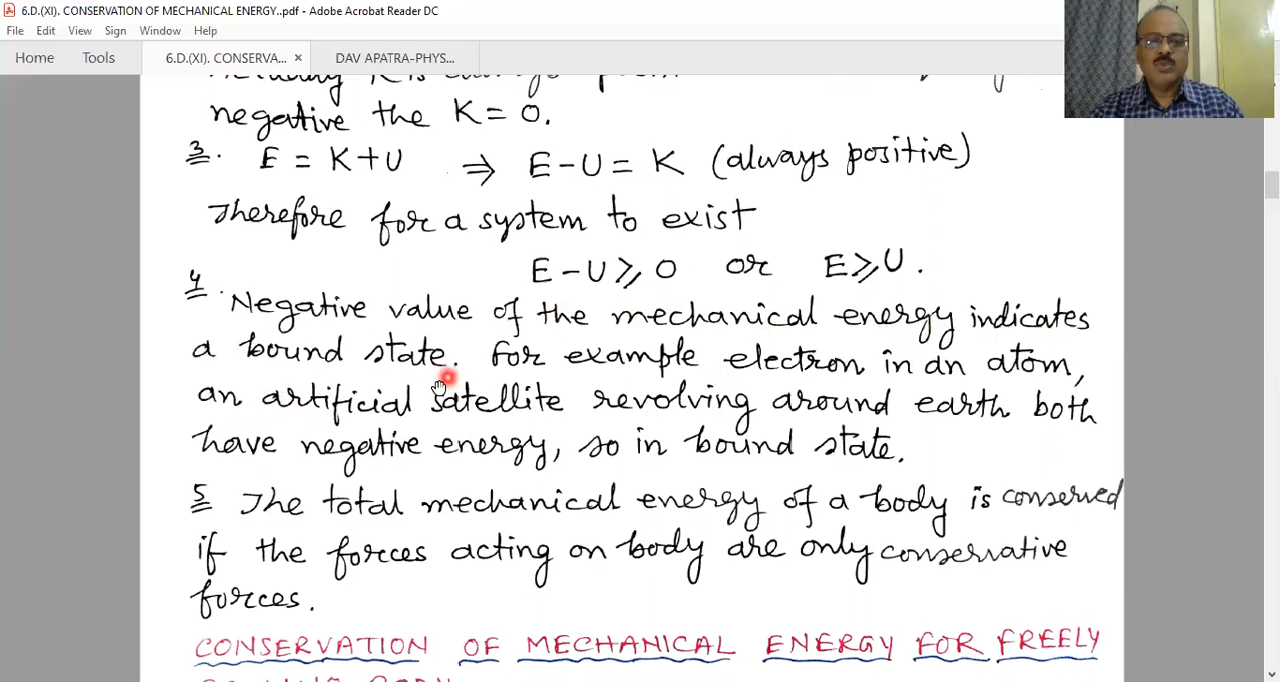 6.D.(XI). CONSERVATION OF MECHANICAL ENERGY..pdf - Adobe Acrobat Reader DC
File Edit View Sign Window Help
Home Tools 6.D.(XI). CONSERVA... × DAV APATRA-PHYS...
negative the K = 0.
3. E = K+U ⇒ E-U = K (always positive)
Therefore for a system to exist
E-U ⩾ 0 or E ⩾ U.
4. Negative value of the mechanical energy indicates
a bound state. For example electron in an atom,
an artificial satellite revolving around earth both
have negative energy, so in bound state.
5 The total mechanical energy of a body is conserved
if the forces acting on body are only conservative
forces.
CONSERVATION OF MECHANICAL ENERGY FOR FREELY